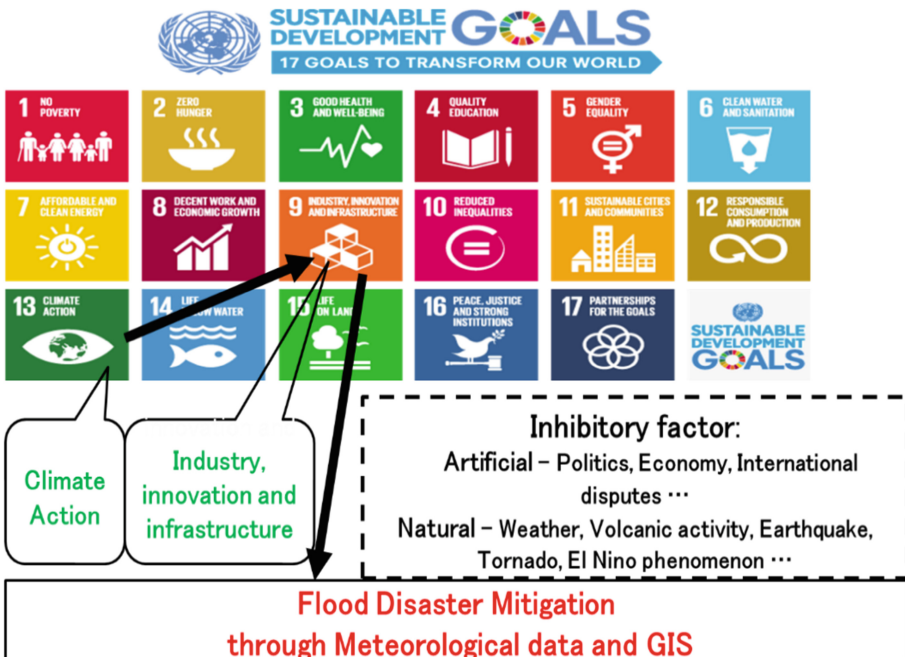 SUSTAINABLE
DEVELOPMENT GOALS
17 GOALS TO TRANSFORM OUR WORLD
1 NO
POVERTY
2 ZERO
HUNGER
3 GOOD HEALTH
AND WELL-BEING
4 QUALITY
EDUCATION
5 GENDER
EQUALITY
6 CLEAN WATER
AND SANITATION
7 AFFORDABLE AND
CLEAN ENERGY
8 DECENT WORK AND
ECONOMIC GROWTH
9 INDUSTRY, INNOVATION
AND INFRASTRUCTURE
10 REDUCED
INEQUALITIES
11 SUSTAINABLE CITIES
AND COMMUNITIES
12 RESPONSIBLE
CONSUMPTION
AND PRODUCTION
13 CLIMATE
ACTION
14 LIFE
WATER
15 LIFE
ON LAND
16 PEACE, JUSTICE
AND STRONG
INSTITUTIONS
17 PARTNERSHIPS
FOR THE GOALS
SUSTAINABLE
DEVELOPMENT
GOALS
Climate
Action
Industry,
innovation and
infrastructure
Inhibitory factor:
Artificial – Politics, Economy, International
disputes …
Natural – Weather, Volcanic activity, Earthquake,
Tornado, El Nino phenomenon …
Flood Disaster Mitigation
through Meteorological data and GIS